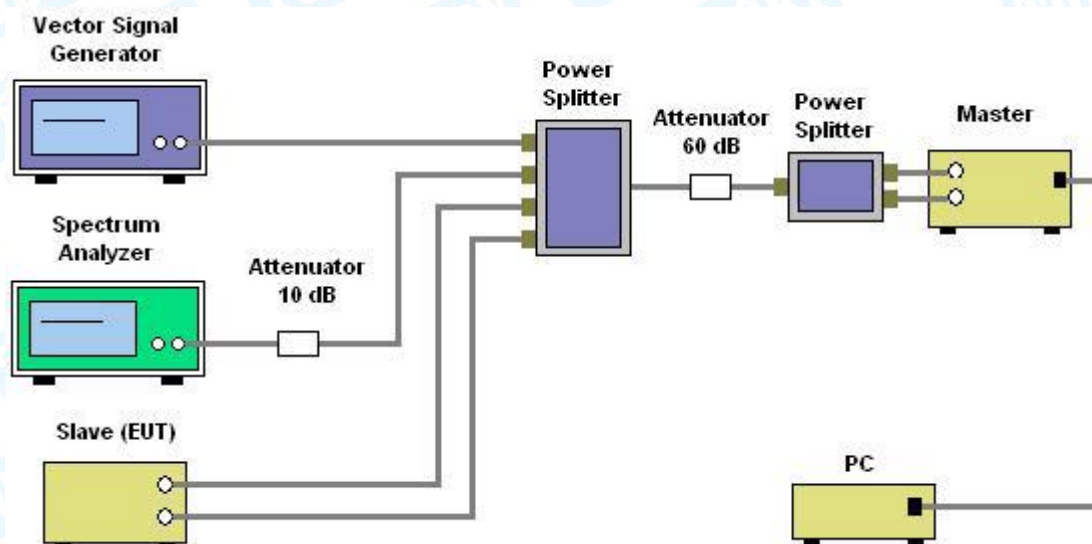 Vector Signal
Generator
Power
Splitter
Attenuator
60 dB
Power
Splitter
Master
Spectrum
Analyzer
Attenuator
10 dB
Slave (EUT)
PC